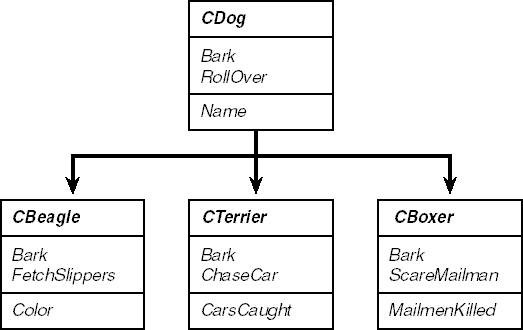 CDog
Bark
RollOver
Name
CBeagle
Bark
FetchSlippers
Color
CTerrier
Bark
ChaseCar
CarsCaught
CBoxer
Bark
ScareMailman
MailmenKilled